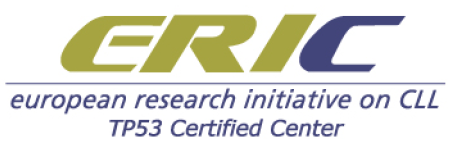 ERIC
european research initiative on CLL
TP53 Certified Center